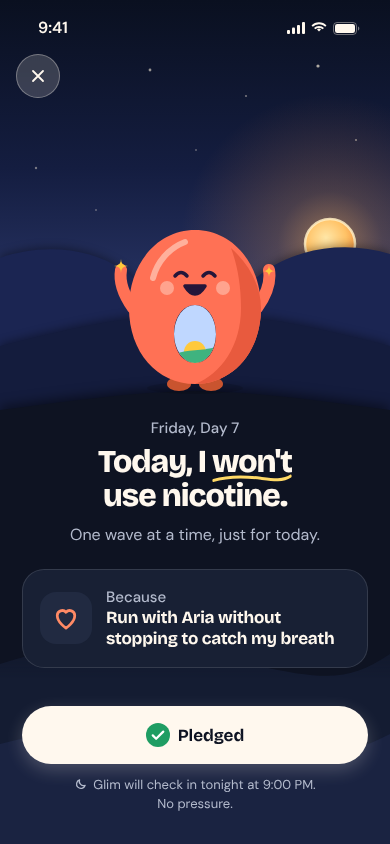 9:41
Friday, Day 7
Today, I won't
use nicotine.
One wave at a time, just for today.
Because
Run with Aria without
stopping to catch my breath
Pledged
Glim will check in tonight at 9:00 PM.
No pressure.